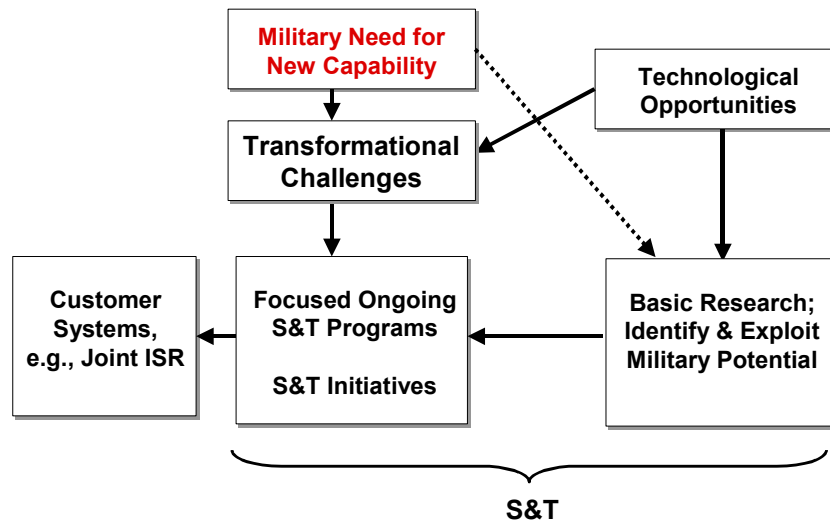 Military Need for
New Capability
Technological
Opportunities
Transformational
Challenges
Customer
Systems,
e.g., Joint ISR
Focused Ongoing
S&T Programs
S&T Initiatives
Basic Research;
Identify & Exploit
Military Potential
S&T